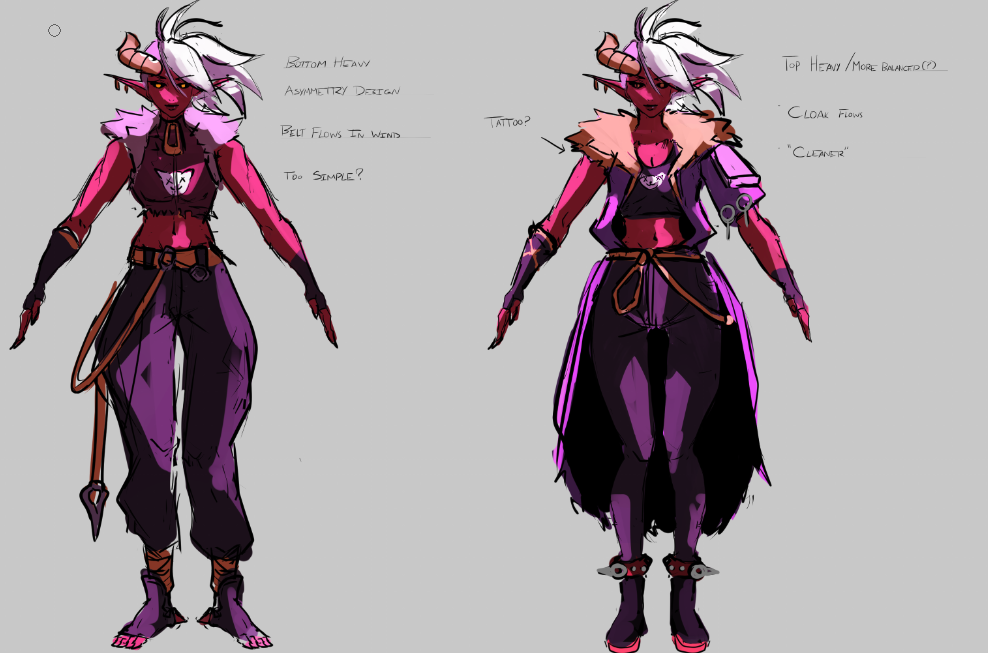 BOTTOM HEAVY
ASYMMETRY DESIGN
BELT FLOWS IN WIND
TOO SIMPLE?
TATTOO?
TOP HEAVY/MORE BALANCED(?)
CLOAK FLOWS
"CLEANER"